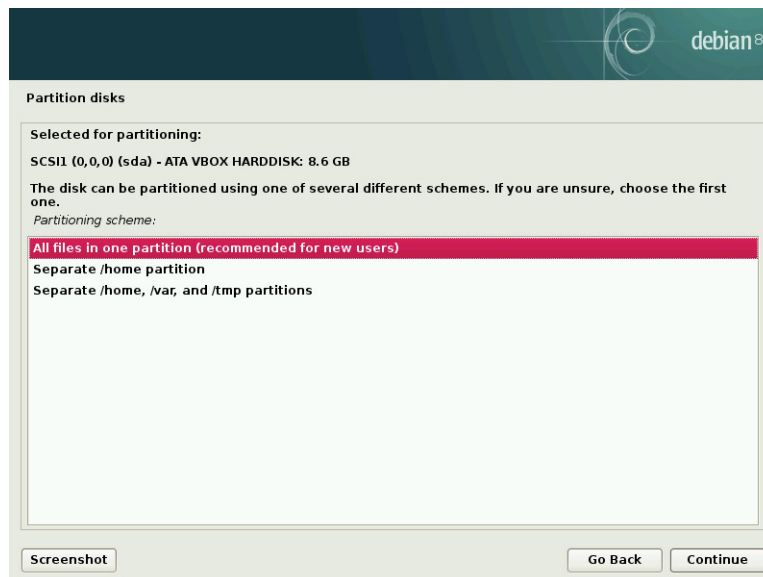 debian 8
Partition disks
Selected for partitioning:
SCSI1 (0,0,0) (sda) - ATA VBOX HARDDISK: 8.6 GB
The disk can be partitioned using one of several different schemes. If you are unsure, choose the first
one.
Partitioning scheme:
All files in one partition (recommended for new users)
Separate /home partition
Separate /home, /var, and /tmp partitions
Screenshot
Go Back
Continue